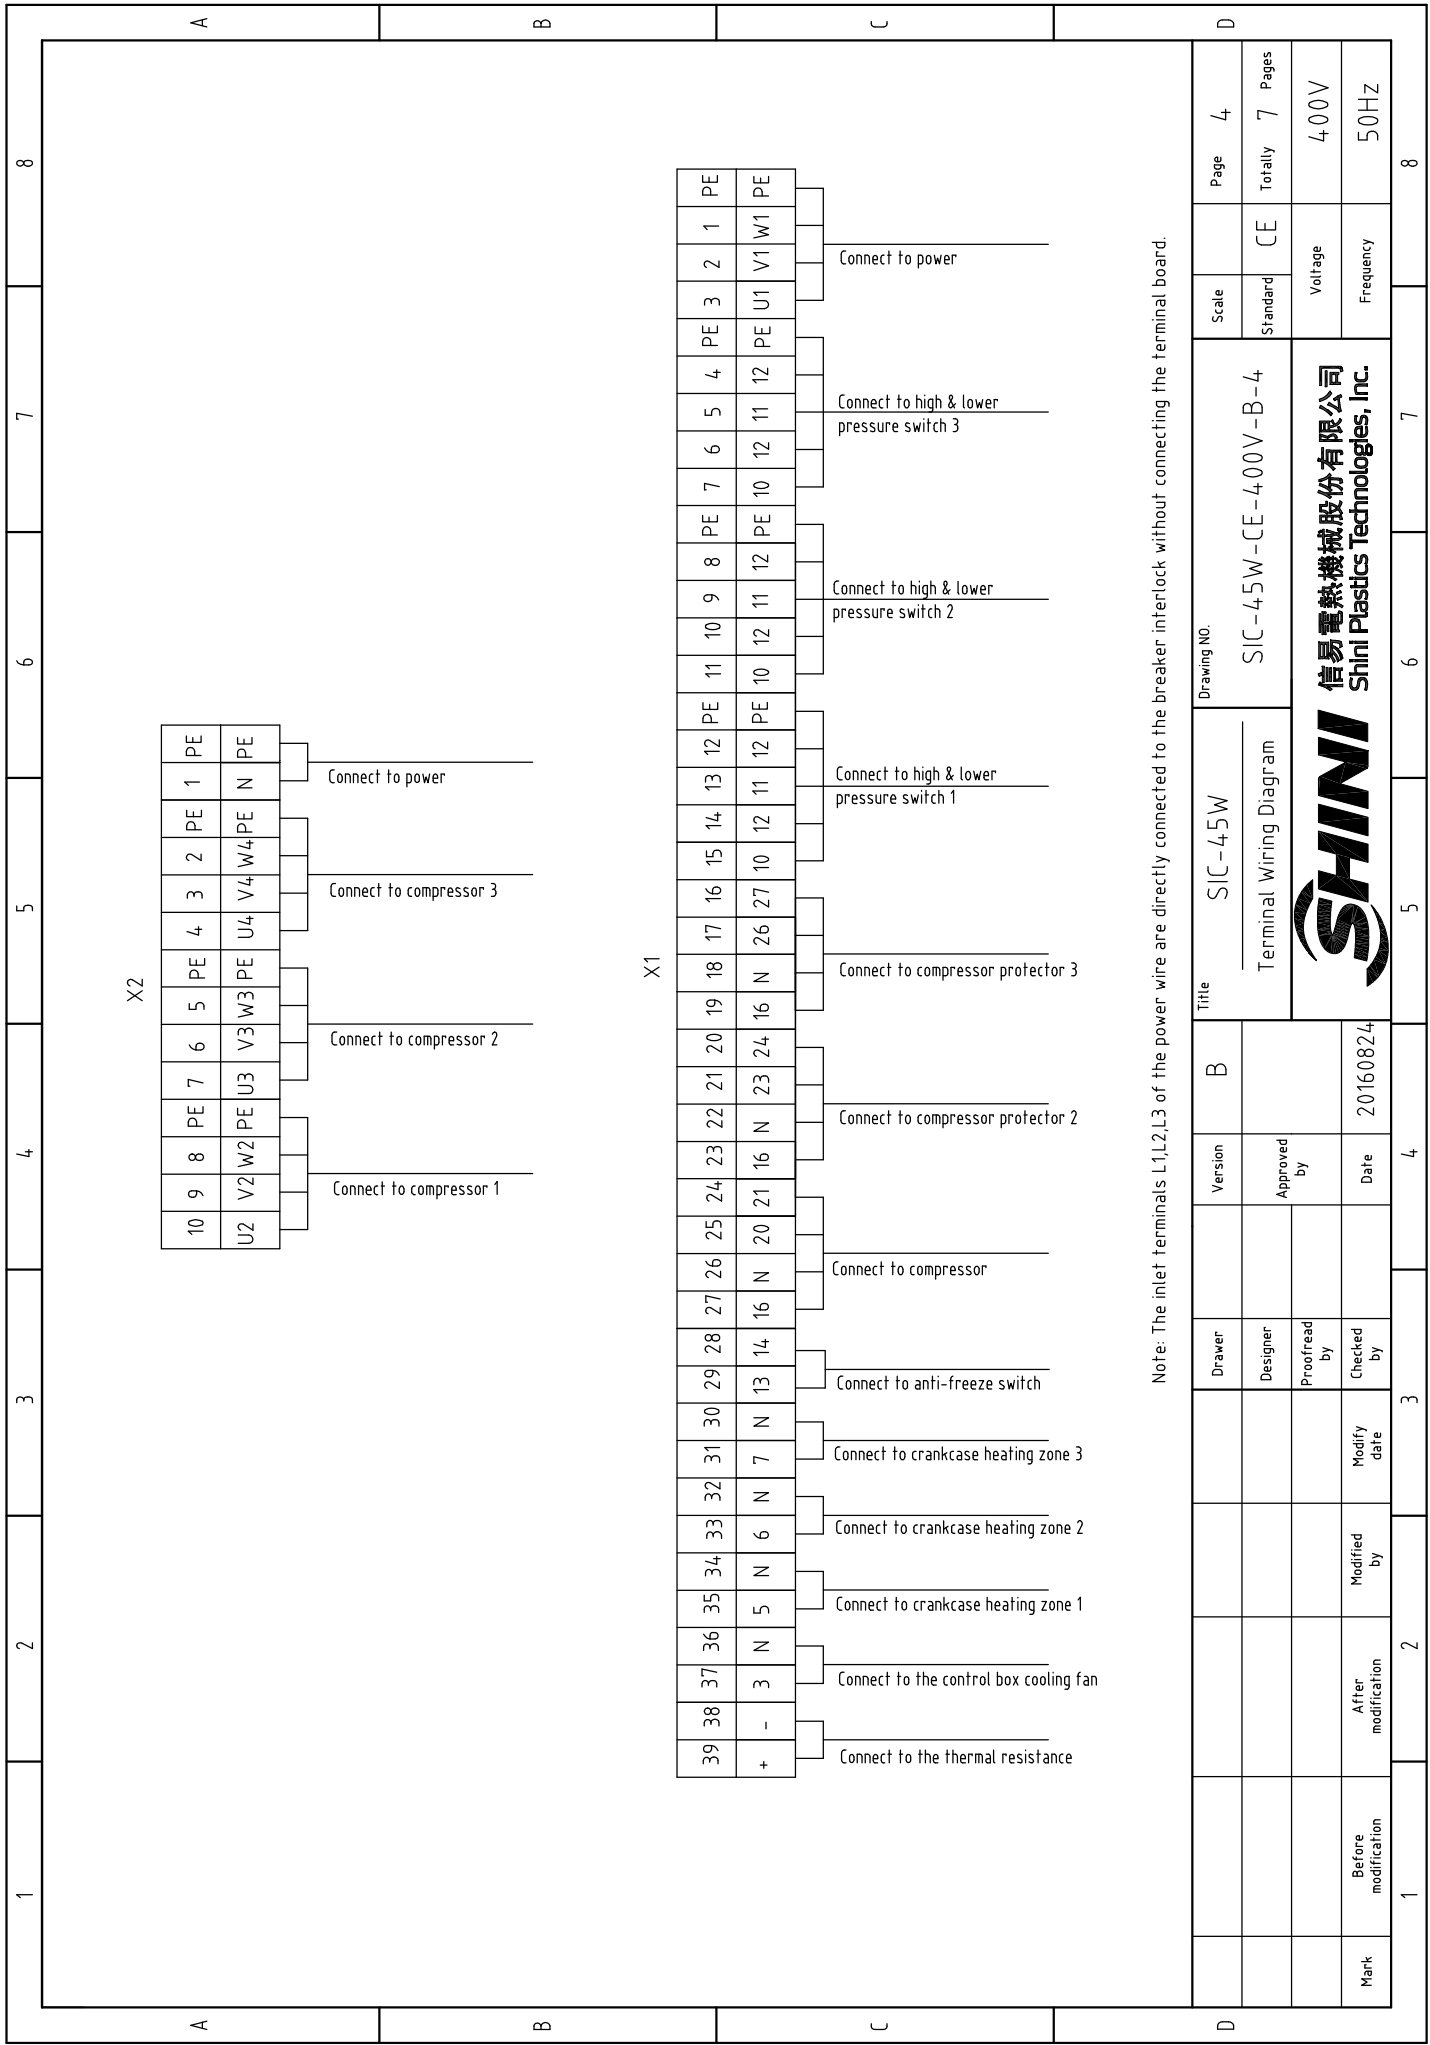 1 2 3 4 5 6 7 8
A
B
C
D
X2
10 9 8 PE 7 6 5 PE 4 3 2 PE 1 PE
U2 V2 W2 PE U3 V3 W3 PE U4 V4 W4 PE N PE
Connect to compressor 1
Connect to compressor 2
Connect to compressor 3
Connect to power
X1
39 38 37 36 35 34 33 32 31 30 29 28 27 26 25 24 23 22 21 20 19 18 17 16 15 14 13 12 PE 11 10 9 8 PE 7 6 5 4 PE 3 2 1 PE
+ - 3 N 5 N 6 N 7 N 13 14 16 N 20 21 16 N 23 24 16 N 26 27 10 12 11 12 PE 10 12 11 12 PE 10 12 11 12 PE U1 V1 W1 PE
Connect to the thermal resistance
Connect to the control box cooling fan
Connect to crankcase heating zone 1
Connect to crankcase heating zone 2
Connect to crankcase heating zone 3
Connect to anti-freeze switch
Connect to compressor
Connect to compressor protector 2
Connect to compressor protector 3
Connect to high & lower
pressure switch 1
Connect to high & lower
pressure switch 2
Connect to high & lower
pressure switch 3
Connect to power
Note: The inlet terminals L1,L2,L3 of the power wire are directly connected to the breaker interlock without connecting the terminal board.
Mark
Before
modification
After
modification
Modified
by
Modify
date
Drawer
Designer
Proofread
by
Checked
by
Version
B
Approved
by
Date
20160824
Title
SIC-45W
Terminal Wiring Diagram
Drawing NO.
SIC-45W-CE-400V-B-4
Scale
Page 4
Standard CE
Totally 7 Pages
Voltage 400V
Frequency 50Hz
SHINI
信易電熱機械股份有限公司
Shini Plastics Technologies, Inc.
A
B
C
D
1 2 3 4 5 6 7 8